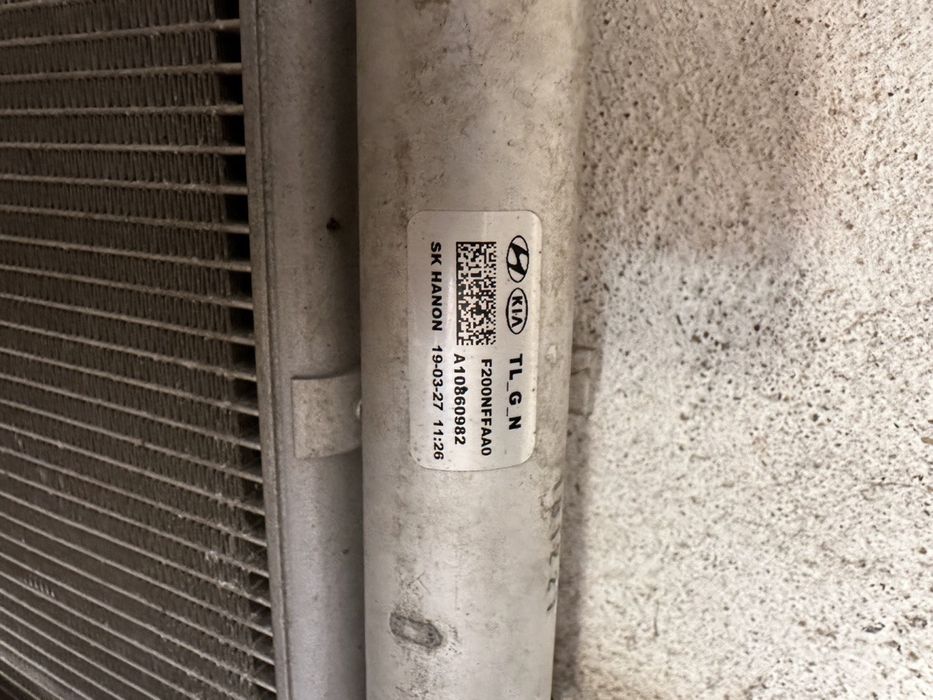 KIA TL_G_N
F200NFFAA0
A10860982
SK HANON 19-03-27 11:26